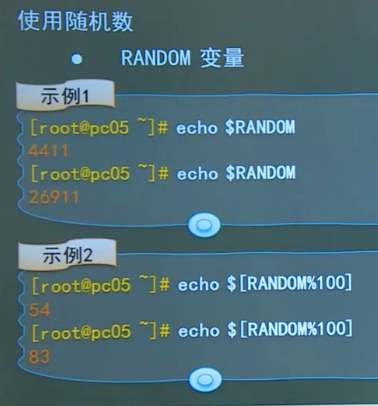 使用随机数
● RANDOM 变量
示例1
[root@pc05 ~]# echo $RANDOM
4411
[root@pc05 ~]# echo $RANDOM
26911
示例2
[root@pc05 ~]# echo $[RANDOM%100]
54
[root@pc05 ~]# echo $[RANDOM%100]
83